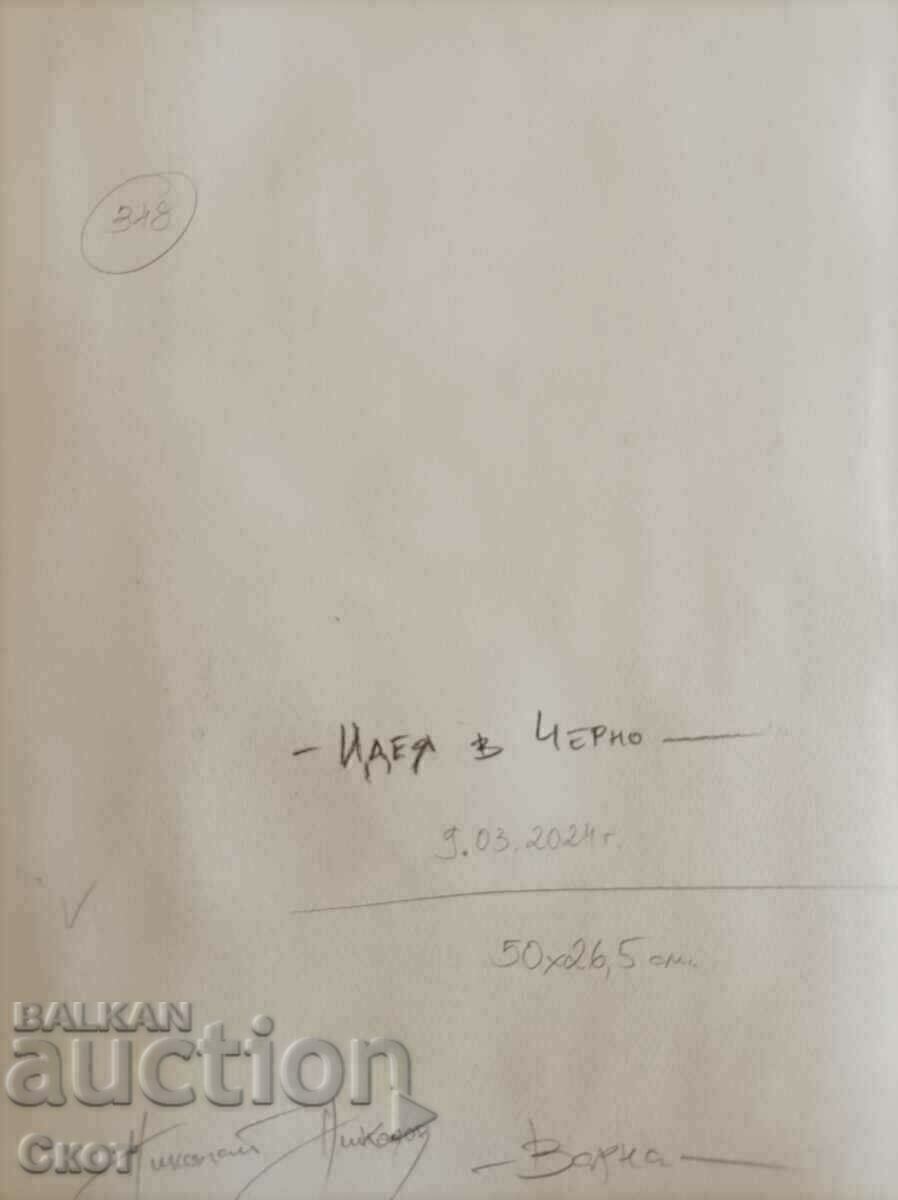 348
- Идея в Черно —
9.03.2024 г.
V
50x26,5 см.
BALKAN
auction
Скот
Николай Николов
- Варна —